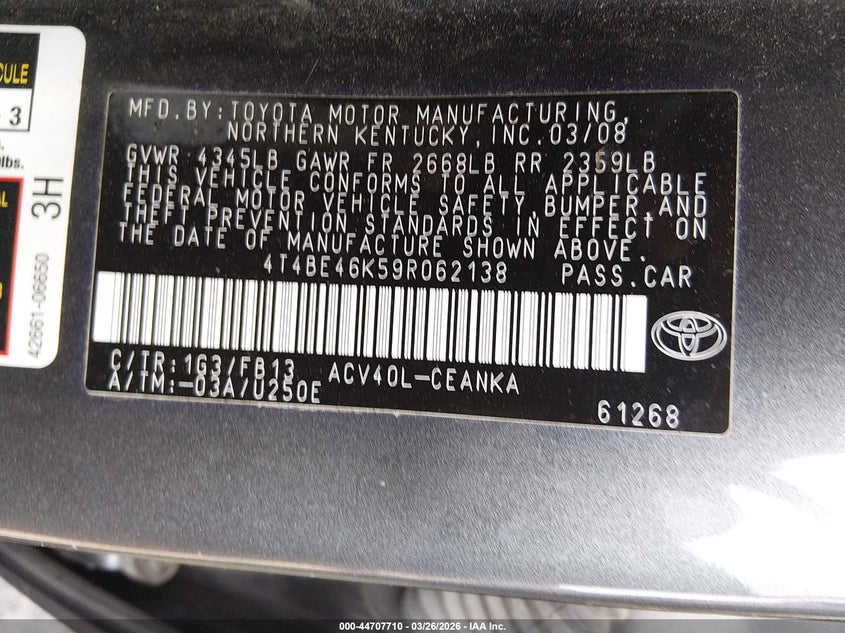 CULE
3
lbs.
3H
42661-06650
MFD.BY:TOYOTA MOTOR MANUFACTURING,
NORTHERN KENTUCKY,INC.03/08
GVWR 4345LB GAWR FR 2668LB RR 2359LB
THIS VEHICLE CONFORMS TO ALL APPLICABLE
FEDERAL MOTOR VEHICLE SAFETY,BUMPER,AND
THEFT PREVENTION STANDARDS IN EFFECT ON
THE DATE OF MANUFACTURE SHOWN ABOVE.
4T4BE46K59R062138 PASS.CAR
C/TR:1G3/FB13 ACV40L-CEANKA
A/TM:-03A/U250E
61268
000-44707710 | 03/26/2026 — IAA Inc.